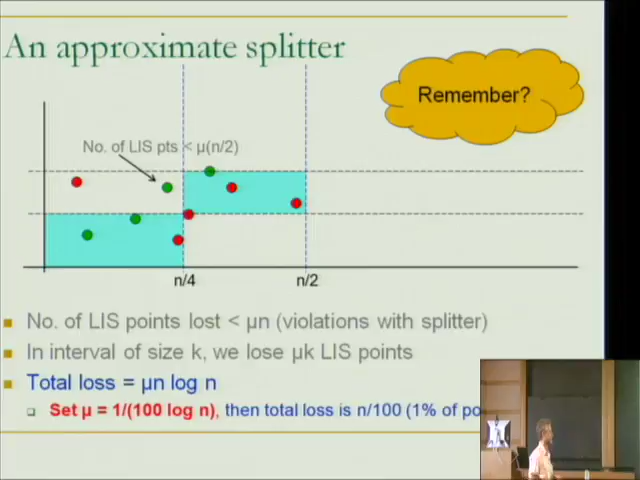 An approximate splitter
Remember?
No. of LIS pts < µ(n/2)
n/4
n/2
No. of LIS points lost < µn (violations with splitter)
In interval of size k, we lose µk LIS points
Total loss = µn log n
Set µ = 1/(100 log n), then total loss is n/100 (1% of